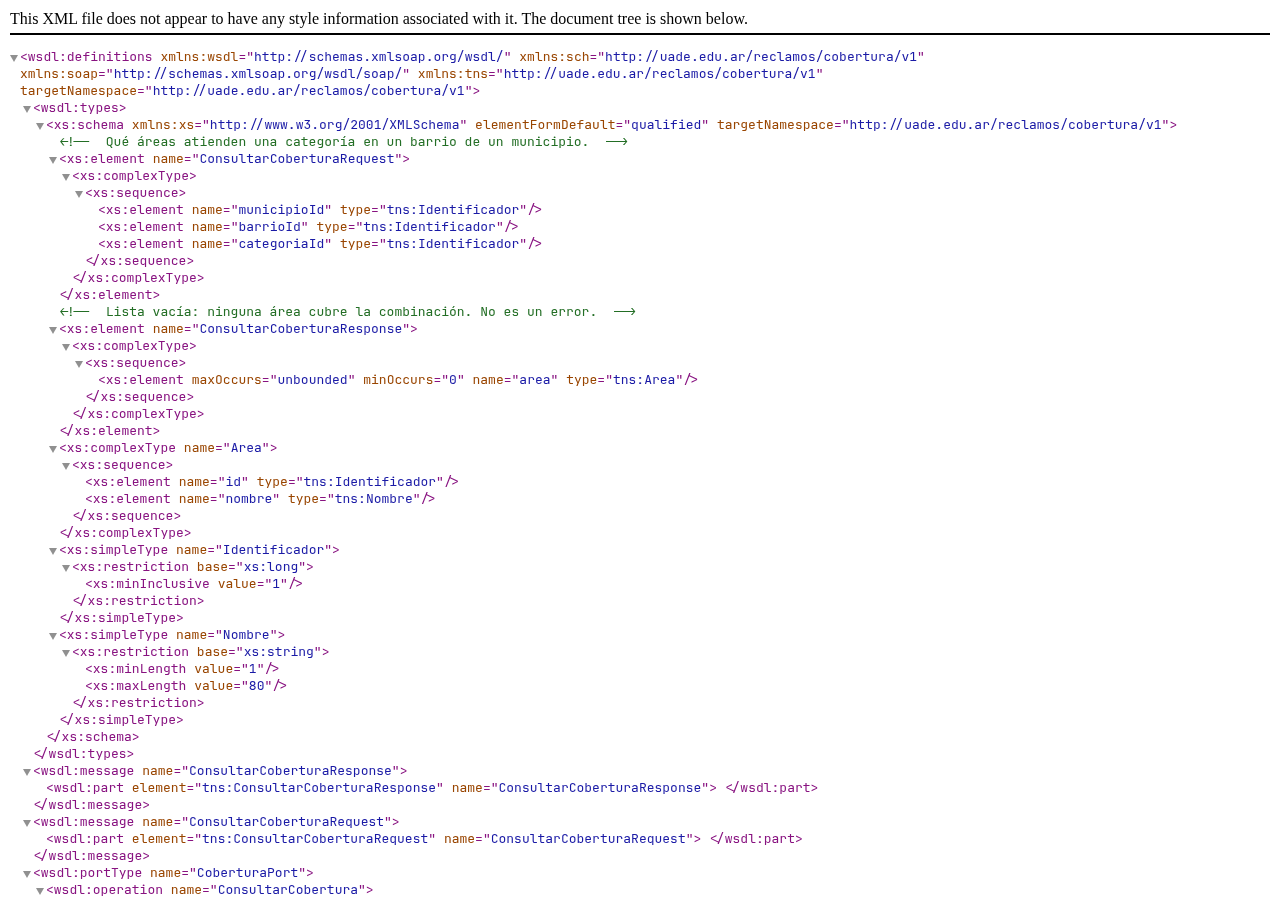 This XML file does not appear to have any style information associated with it. The document tree is shown below.
<wsdl:definitions xmlns:wsdl="http://schemas.xmlsoap.org/wsdl/" xmlns:sch="http://uade.edu.ar/reclamos/cobertura/v1"
xmlns:soap="http://schemas.xmlsoap.org/wsdl/soap/" xmlns:tns="http://uade.edu.ar/reclamos/cobertura/v1"
targetNamespace="http://uade.edu.ar/reclamos/cobertura/v1">
<wsdl:types>
<xs:schema xmlns:xs="http://www.w3.org/2001/XMLSchema" elementFormDefault="qualified" targetNamespace="http://uade.edu.ar/reclamos/cobertura/v1">
<!-- Qué áreas atienden una categoría en un barrio de un municipio. -->
<xs:element name="ConsultarCoberturaRequest">
<xs:complexType>
<xs:sequence>
<xs:element name="municipioId" type="tns:Identificador"/>
<xs:element name="barrioId" type="tns:Identificador"/>
<xs:element name="categoriaId" type="tns:Identificador"/>
</xs:sequence>
</xs:complexType>
</xs:element>
<!-- Lista vacía: ninguna área cubre la combinación. No es un error. -->
<xs:element name="ConsultarCoberturaResponse">
<xs:complexType>
<xs:sequence>
<xs:element maxOccurs="unbounded" minOccurs="0" name="area" type="tns:Area"/>
</xs:sequence>
</xs:complexType>
</xs:element>
<xs:complexType name="Area">
<xs:sequence>
<xs:element name="id" type="tns:Identificador"/>
<xs:element name="nombre" type="tns:Nombre"/>
</xs:sequence>
</xs:complexType>
<xs:simpleType name="Identificador">
<xs:restriction base="xs:long">
<xs:minInclusive value="1"/>
</xs:restriction>
</xs:simpleType>
<xs:simpleType name="Nombre">
<xs:restriction base="xs:string">
<xs:minLength value="1"/>
<xs:maxLength value="80"/>
</xs:restriction>
</xs:simpleType>
</xs:schema>
</wsdl:types>
<wsdl:message name="ConsultarCoberturaResponse">
<wsdl:part element="tns:ConsultarCoberturaResponse" name="ConsultarCoberturaResponse"> </wsdl:part>
</wsdl:message>
<wsdl:message name="ConsultarCoberturaRequest">
<wsdl:part element="tns:ConsultarCoberturaRequest" name="ConsultarCoberturaRequest"> </wsdl:part>
</wsdl:message>
<wsdl:portType name="CoberturaPort">
<wsdl:operation name="ConsultarCobertura">